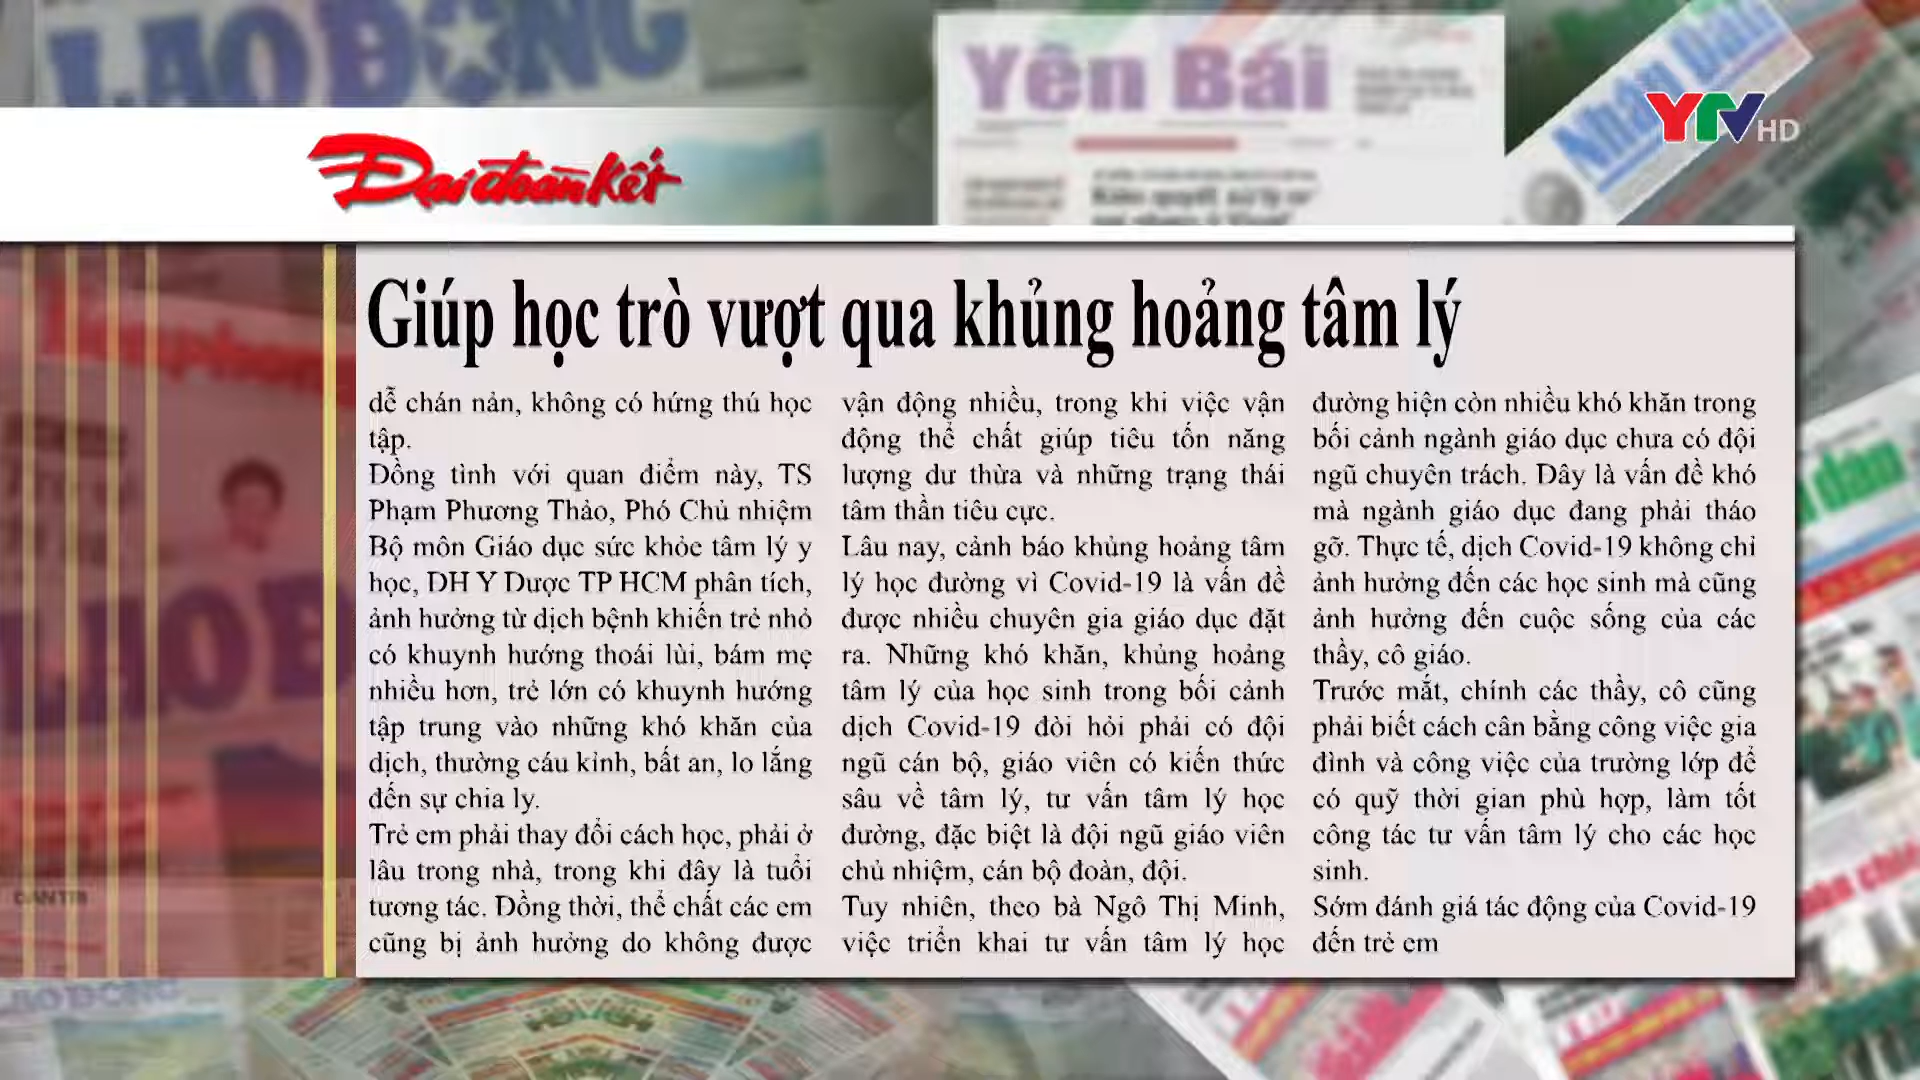 LAO ĐỘNG
Yên Bái
Nhân Dân
YTV HD
Đại đoàn kết
Giúp học trò vượt qua khủng hoảng tâm lý
dễ chán nản, không có hứng thú học
tập.
Đồng tình với quan điểm này, TS
Phạm Phương Thảo, Phó Chủ nhiệm
Bộ môn Giáo dục sức khỏe tâm lý y
học, ĐH Y Dược TP HCM phân tích,
ảnh hưởng từ dịch bệnh khiến trẻ nhỏ
có khuynh hướng thoái lùi, bám mẹ
nhiều hơn, trẻ lớn có khuynh hướng
tập trung vào những khó khăn của
dịch, thường cáu kỉnh, bất an, lo lắng
đến sự chia ly.
Trẻ em phải thay đổi cách học, phải ở
lâu trong nhà, trong khi đây là tuổi
tương tác. Đồng thời, thể chất các em
cũng bị ảnh hưởng do không được
vận động nhiều, trong khi việc vận
động thể chất giúp tiêu tốn năng
lượng dư thừa và những trạng thái
tâm thần tiêu cực.
Lâu nay, cảnh báo khủng hoảng tâm
lý học đường vì Covid-19 là vấn đề
được nhiều chuyên gia giáo dục đặt
ra. Những khó khăn, khủng hoảng
tâm lý của học sinh trong bối cảnh
dịch Covid-19 đòi hỏi phải có đội
ngũ cán bộ, giáo viên có kiến thức
sâu về tâm lý, tư vấn tâm lý học
đường, đặc biệt là đội ngũ giáo viên
chủ nhiệm, cán bộ đoàn, đội.
Tuy nhiên, theo bà Ngô Thị Minh,
việc triển khai tư vấn tâm lý học
đường hiện còn nhiều khó khăn trong
bối cảnh ngành giáo dục chưa có đội
ngũ chuyên trách. Đây là vấn đề khó
mà ngành giáo dục đang phải tháo
gỡ. Thực tế, dịch Covid-19 không chỉ
ảnh hưởng đến các học sinh mà cũng
ảnh hưởng đến cuộc sống của các
thầy, cô giáo.
Trước mắt, chính các thầy, cô cũng
phải biết cách cân bằng công việc gia
đình và công việc của trường lớp để
có quỹ thời gian phù hợp, làm tốt
công tác tư vấn tâm lý cho các học
sinh.
Sớm đánh giá tác động của Covid-19
đến trẻ em